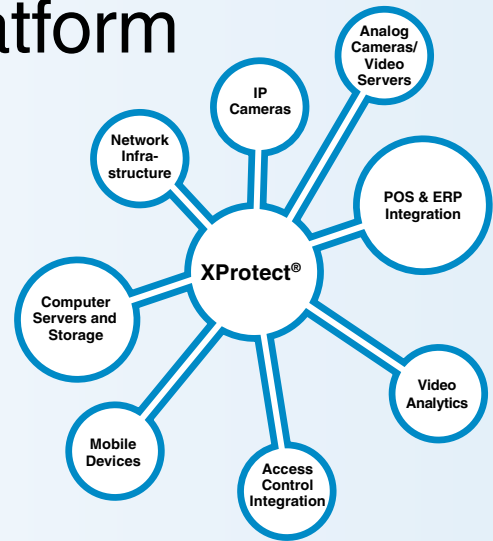 atform
Analog
Cameras/
Video
Servers
IP
Cameras
Network
Infra-
structure
POS & ERP
Integration
XProtect®
Computer
Servers and
Storage
Video
Analytics
Mobile
Devices
Access
Control
Integration